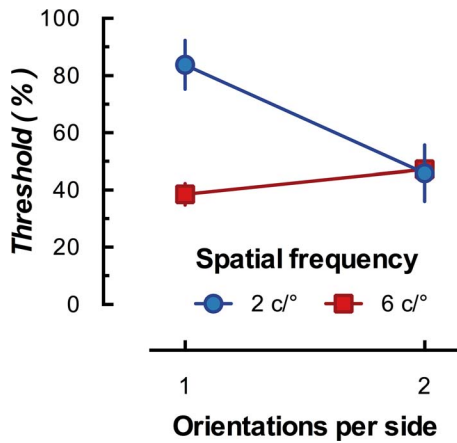 100
80
60
40
20
0
Threshold (%)
Spatial frequency
2 c/° 6 c/°
1 2
Orientations per side